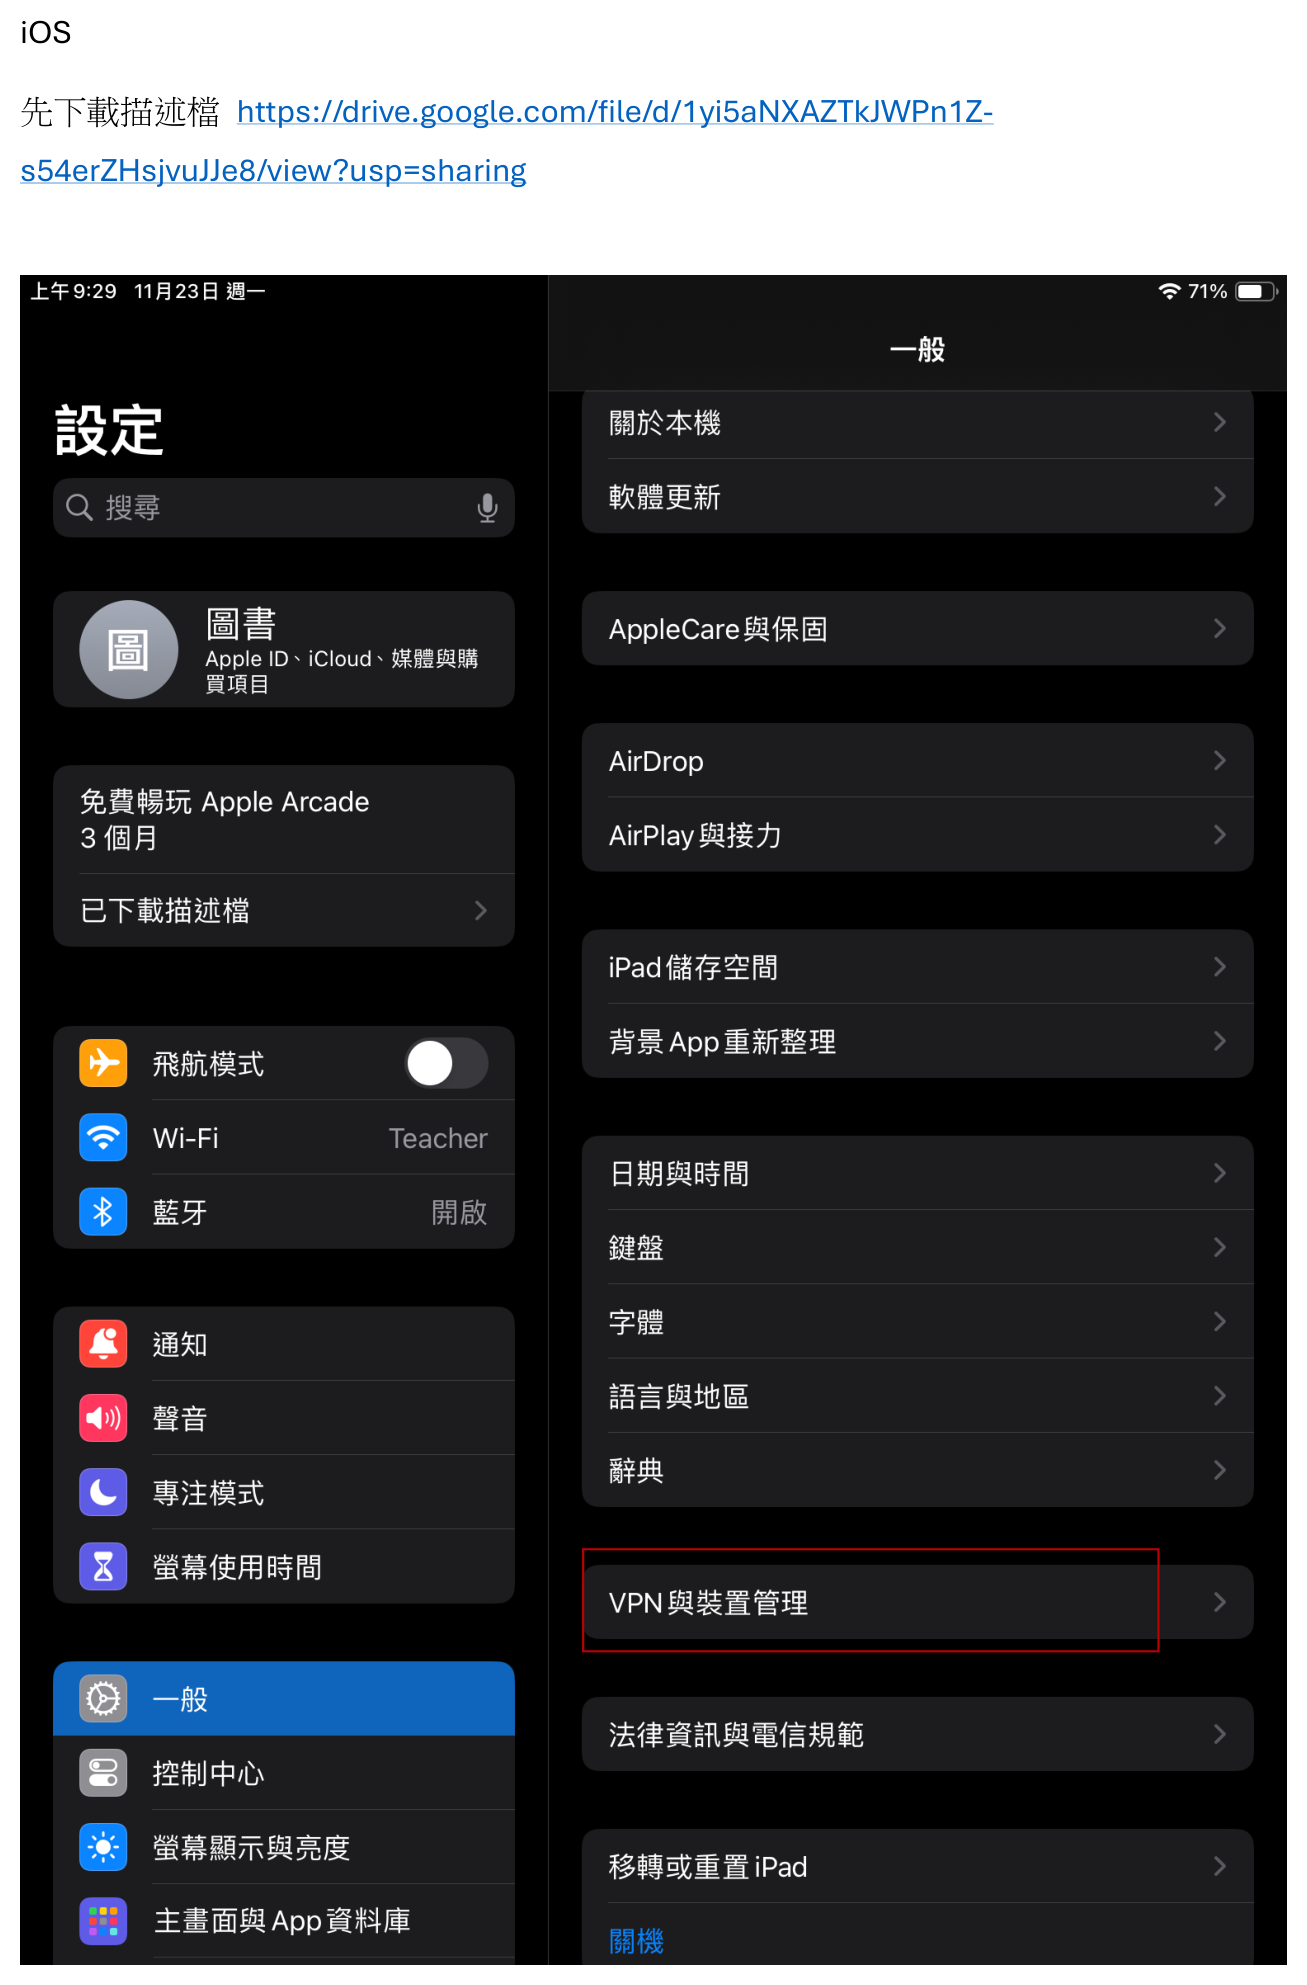 iOS
先下載描述檔 https://drive.google.com/file/d/1yi5aNXAZTkJWPn1Z-
s54erZHsjvuJJe8/view?usp=sharing
上午9:29 11月23日 週一
71%
設定
搜尋
圖
圖書
Apple ID、iCloud、媒體與購
買項目
免費暢玩 Apple Arcade
3 個月
已下載描述檔
飛航模式
Wi-Fi Teacher
藍牙 開啟
通知
聲音
專注模式
螢幕使用時間
一般
控制中心
螢幕顯示與亮度
主畫面與App資料庫
一般
關於本機
軟體更新
AppleCare與保固
AirDrop
AirPlay與接力
iPad儲存空間
背景App重新整理
日期與時間
鍵盤
字體
語言與地區
辭典
VPN與裝置管理
法律資訊與電信規範
移轉或重置iPad
關機